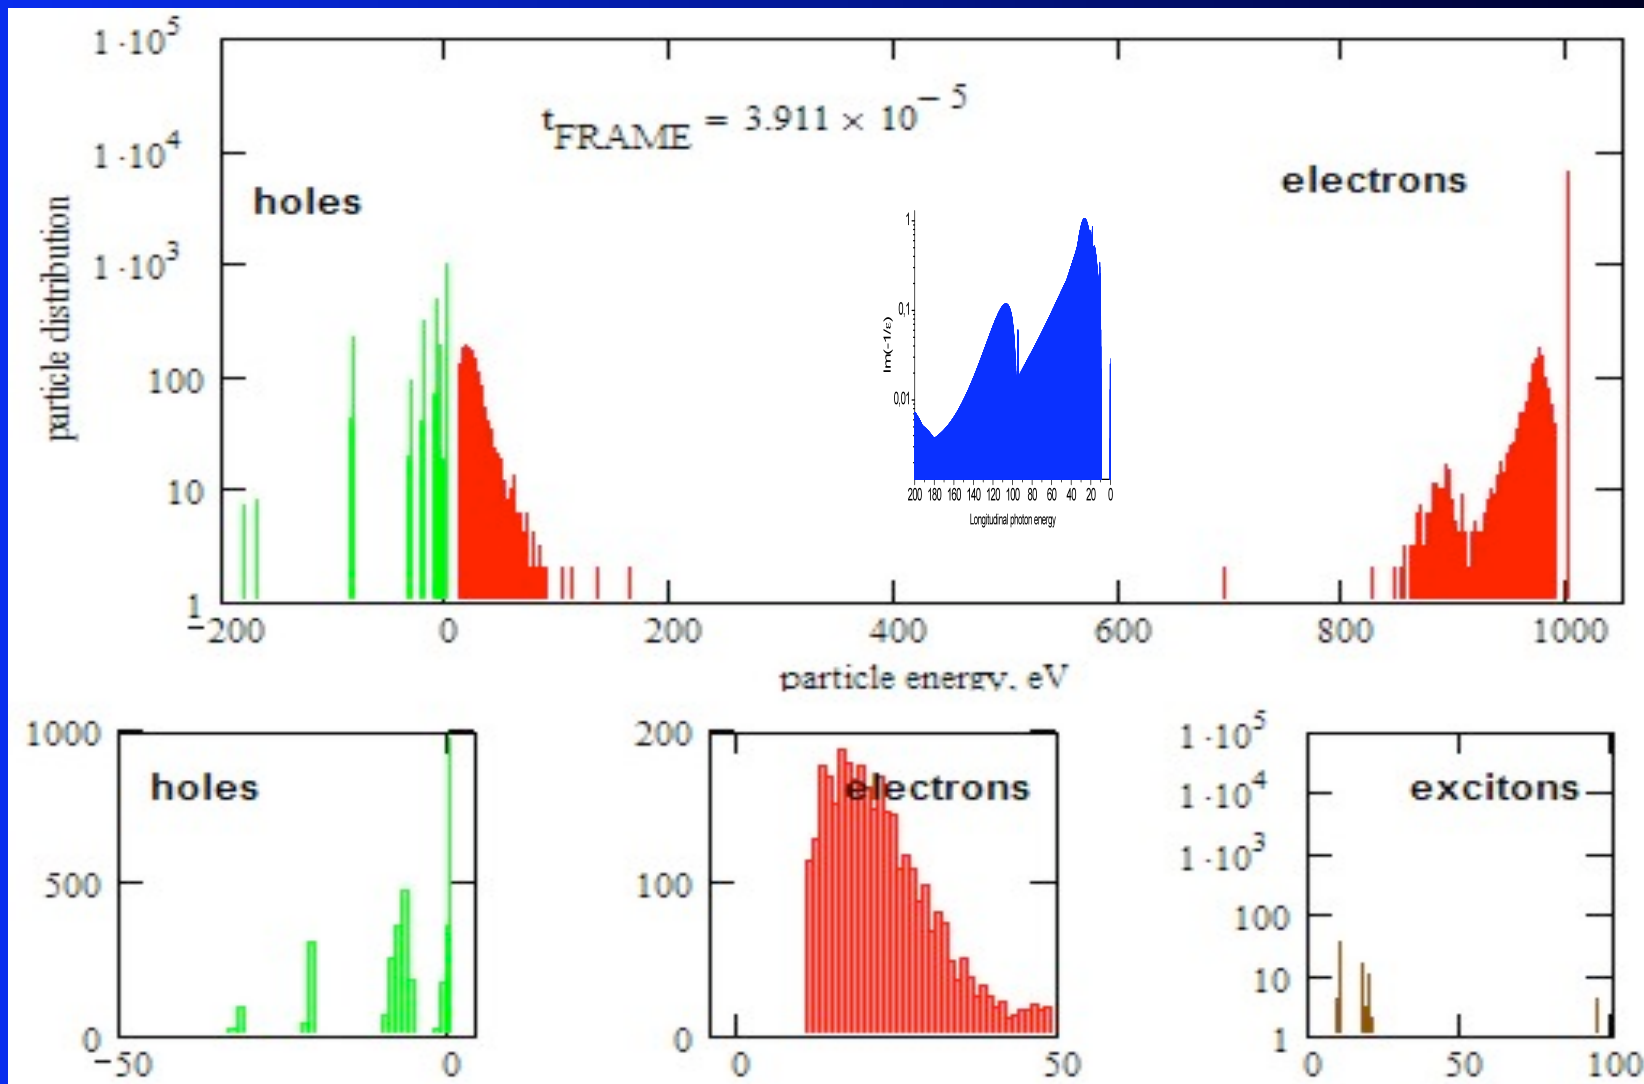 1·10^5
t_FRAME = 3.911 × 10^−5
1·10^4
holes
electrons
1·10^3
100
10
1
particle distribution
−200 0 200 400 600 800 1000
particle energy, eV
1
0,1
0,01
Im(-1/ε)
200 180 160 140 120 100 80 60 40 20 0
Longitudinal photon energy
1000
500
0
holes
−50 0
200
100
0
electrons
0 50
1·10^5
1·10^4
1·10^3
100
10
1
excitons
0 50 100